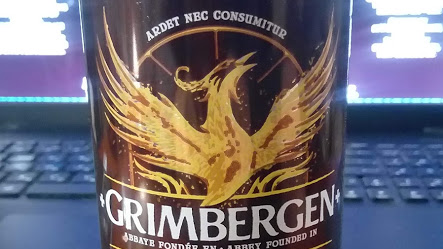 ARDET NEC CONSUMITUR
GRIMBERGEN
ABBAYE FONDÉE EN · ABBEY FOUNDED IN